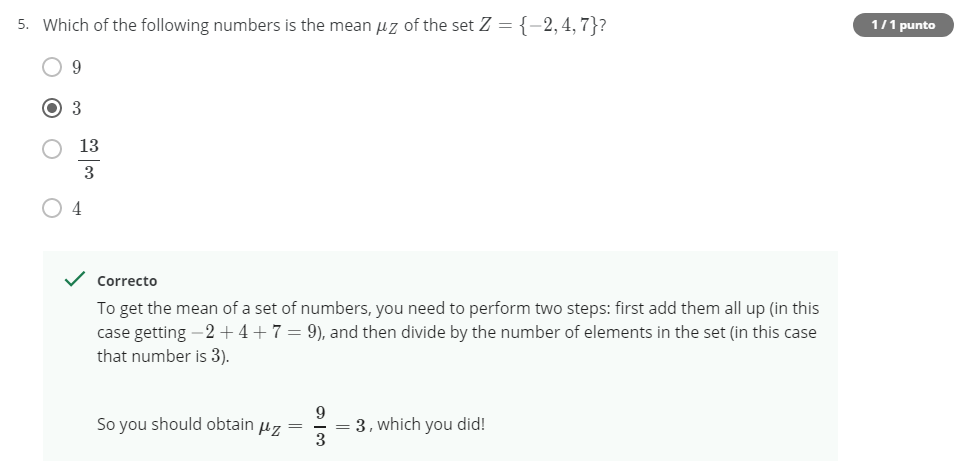 5. Which of the following numbers is the mean μ_Z of the set Z = {−2, 4, 7}?
1 / 1 punto
9
3
13/3
4
Correcto
To get the mean of a set of numbers, you need to perform two steps: first add them all up (in this
case getting −2 + 4 + 7 = 9), and then divide by the number of elements in the set (in this case
that number is 3).
So you should obtain μ_Z = 9/3 = 3, which you did!